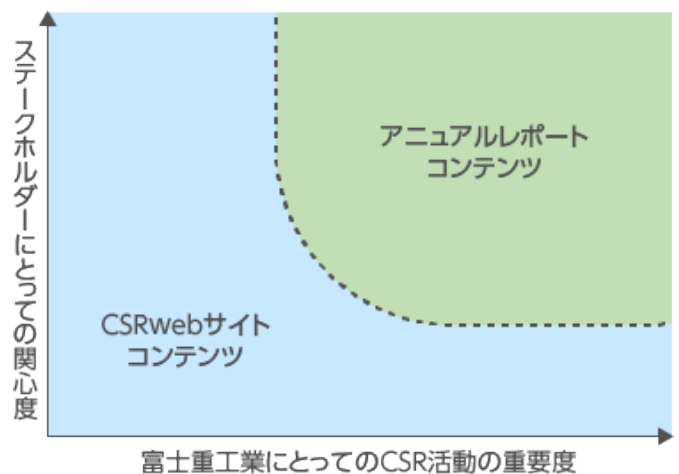 ステークホルダーにとっての関心度
アニュアルレポート
コンテンツ
CSRwebサイト
コンテンツ
富士重工業にとってのCSR活動の重要度